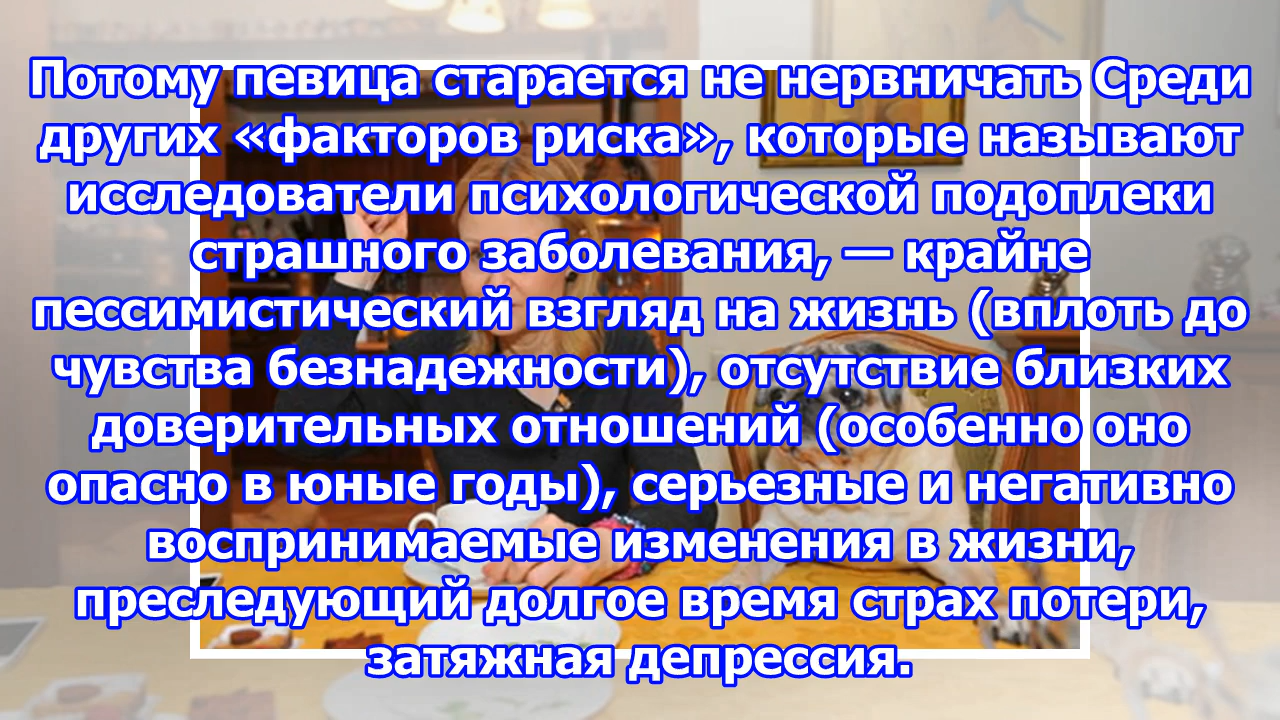 Потому певица старается не нервничать Среди
других «факторов риска», которые называют
исследователи психологической подоплеки
страшного заболевания, — крайне
пессимистический взгляд на жизнь (вплоть до
чувства безнадежности), отсутствие близких
доверительных отношений (особенно оно
опасно в юные годы), серьезные и негативно
воспринимаемые изменения в жизни,
преследующий долгое время страх потери,
затяжная депрессия.